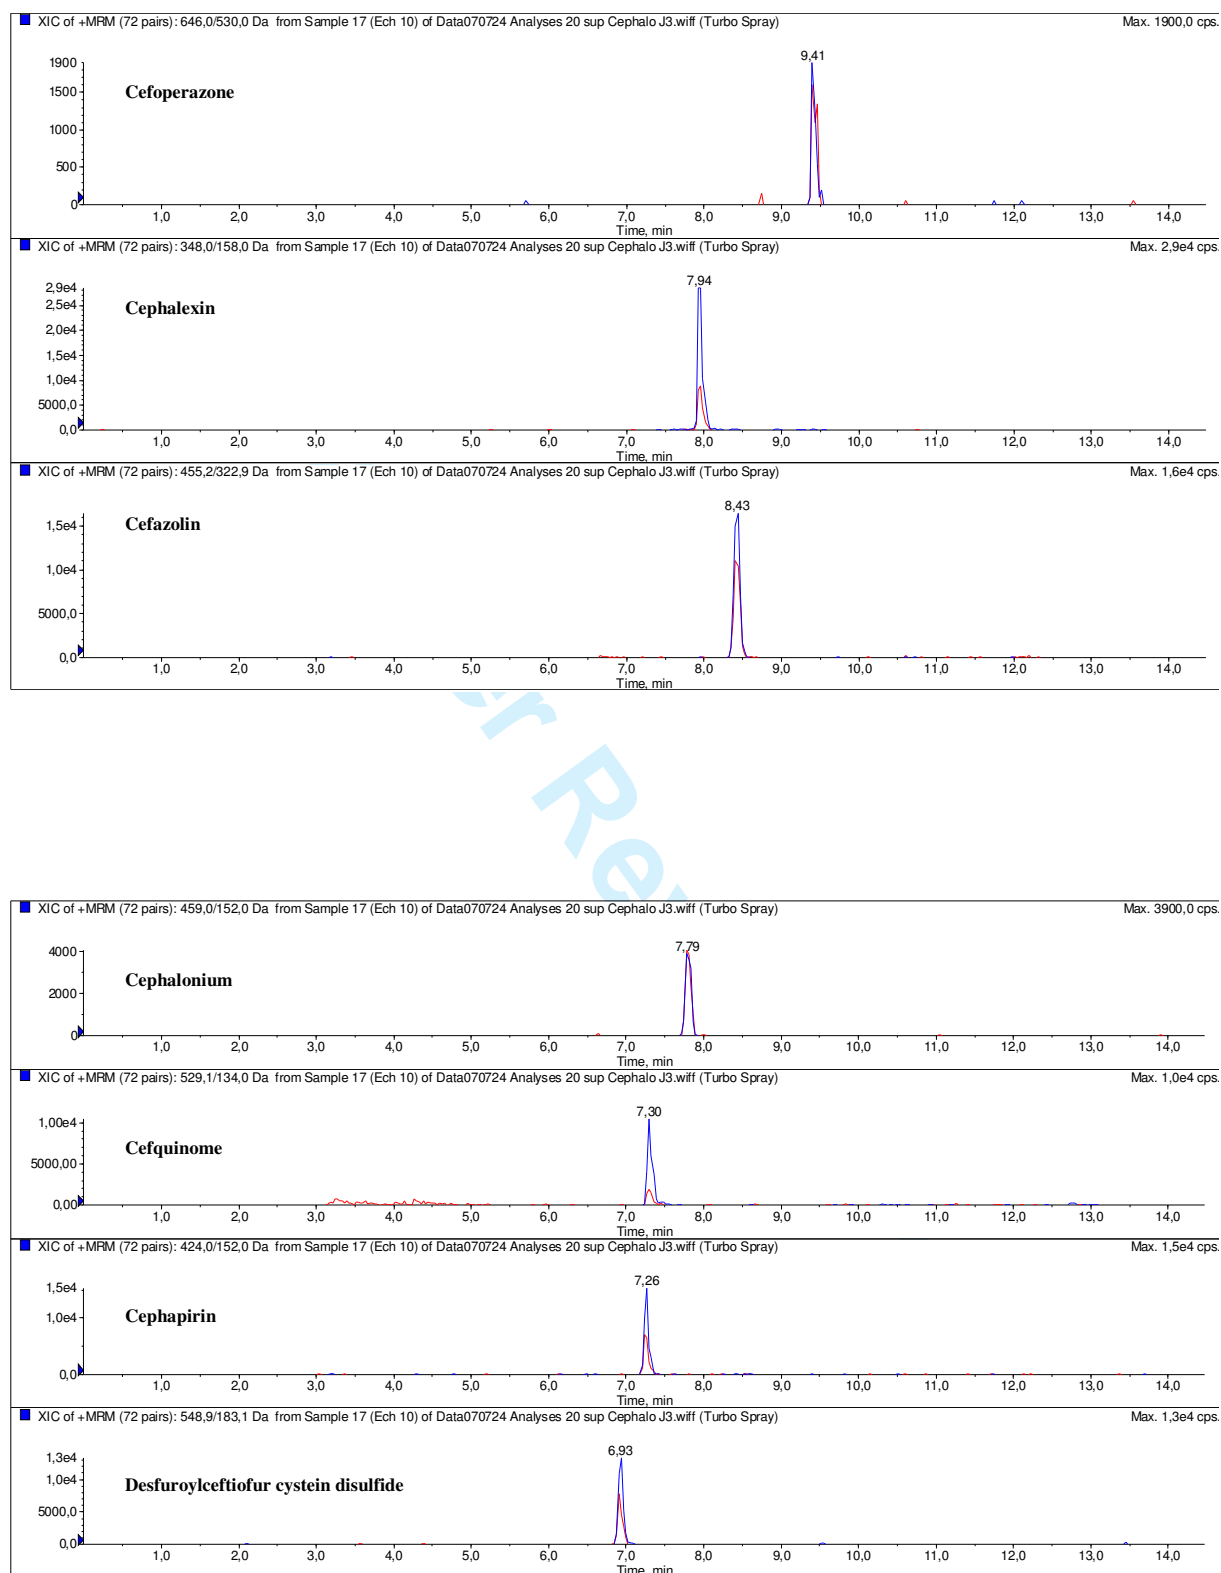 XIC of +MRM (72 pairs): 646,0/530,0 Da from Sample 17 (Ech 10) of Data070724 Analyses 20 sup Cephalo J3.wiff (Turbo Spray) Max. 1900,0 cps.
9,41
1900
1500
1000
500
0
Cefoperazone
1,0 2,0 3,0 4,0 5,0 6,0 7,0 8,0 9,0 10,0 11,0 12,0 13,0 14,0
Time, min
XIC of +MRM (72 pairs): 348,0/158,0 Da from Sample 17 (Ech 10) of Data070724 Analyses 20 sup Cephalo J3.wiff (Turbo Spray) Max. 2,9e4 cps.
7,94
2,9e4
2,5e4
2,0e4
1,5e4
1,0e4
5000,0
0,0
Cephalexin
1,0 2,0 3,0 4,0 5,0 6,0 7,0 8,0 9,0 10,0 11,0 12,0 13,0 14,0
Time, min
XIC of +MRM (72 pairs): 455,2/322,9 Da from Sample 17 (Ech 10) of Data070724 Analyses 20 sup Cephalo J3.wiff (Turbo Spray) Max. 1,6e4 cps.
8,43
1,5e4
1,0e4
5000,0
0,0
Cefazolin
1,0 2,0 3,0 4,0 5,0 6,0 7,0 8,0 9,0 10,0 11,0 12,0 13,0 14,0
Time, min
er Rev
XIC of +MRM (72 pairs): 459,0/152,0 Da from Sample 17 (Ech 10) of Data070724 Analyses 20 sup Cephalo J3.wiff (Turbo Spray) Max. 3900,0 cps.
7,79
4000
2000
0
Cephalonium
1,0 2,0 3,0 4,0 5,0 6,0 7,0 8,0 9,0 10,0 11,0 12,0 13,0 14,0
Time, min
XIC of +MRM (72 pairs): 529,1/134,0 Da from Sample 17 (Ech 10) of Data070724 Analyses 20 sup Cephalo J3.wiff (Turbo Spray) Max. 1,0e4 cps.
7,30
1,00e4
5000,00
0,00
Cefquinome
1,0 2,0 3,0 4,0 5,0 6,0 7,0 8,0 9,0 10,0 11,0 12,0 13,0 14,0
Time, min
XIC of +MRM (72 pairs): 424,0/152,0 Da from Sample 17 (Ech 10) of Data070724 Analyses 20 sup Cephalo J3.wiff (Turbo Spray) Max. 1,5e4 cps.
7,26
1,5e4
1,0e4
0,0
Cephapirin
1,0 2,0 3,0 4,0 5,0 6,0 7,0 8,0 9,0 10,0 11,0 12,0 13,0 14,0
Time, min
XIC of +MRM (72 pairs): 548,9/183,1 Da from Sample 17 (Ech 10) of Data070724 Analyses 20 sup Cephalo J3.wiff (Turbo Spray) Max. 1,3e4 cps.
6,93
1,3e4
1,0e4
5000,0
0,0
Desfuroylceftiofur cystein disulfide
1,0 2,0 3,0 4,0 5,0 6,0 7,0 8,0 9,0 10,0 11,0 12,0 13,0 14,0
Time, min